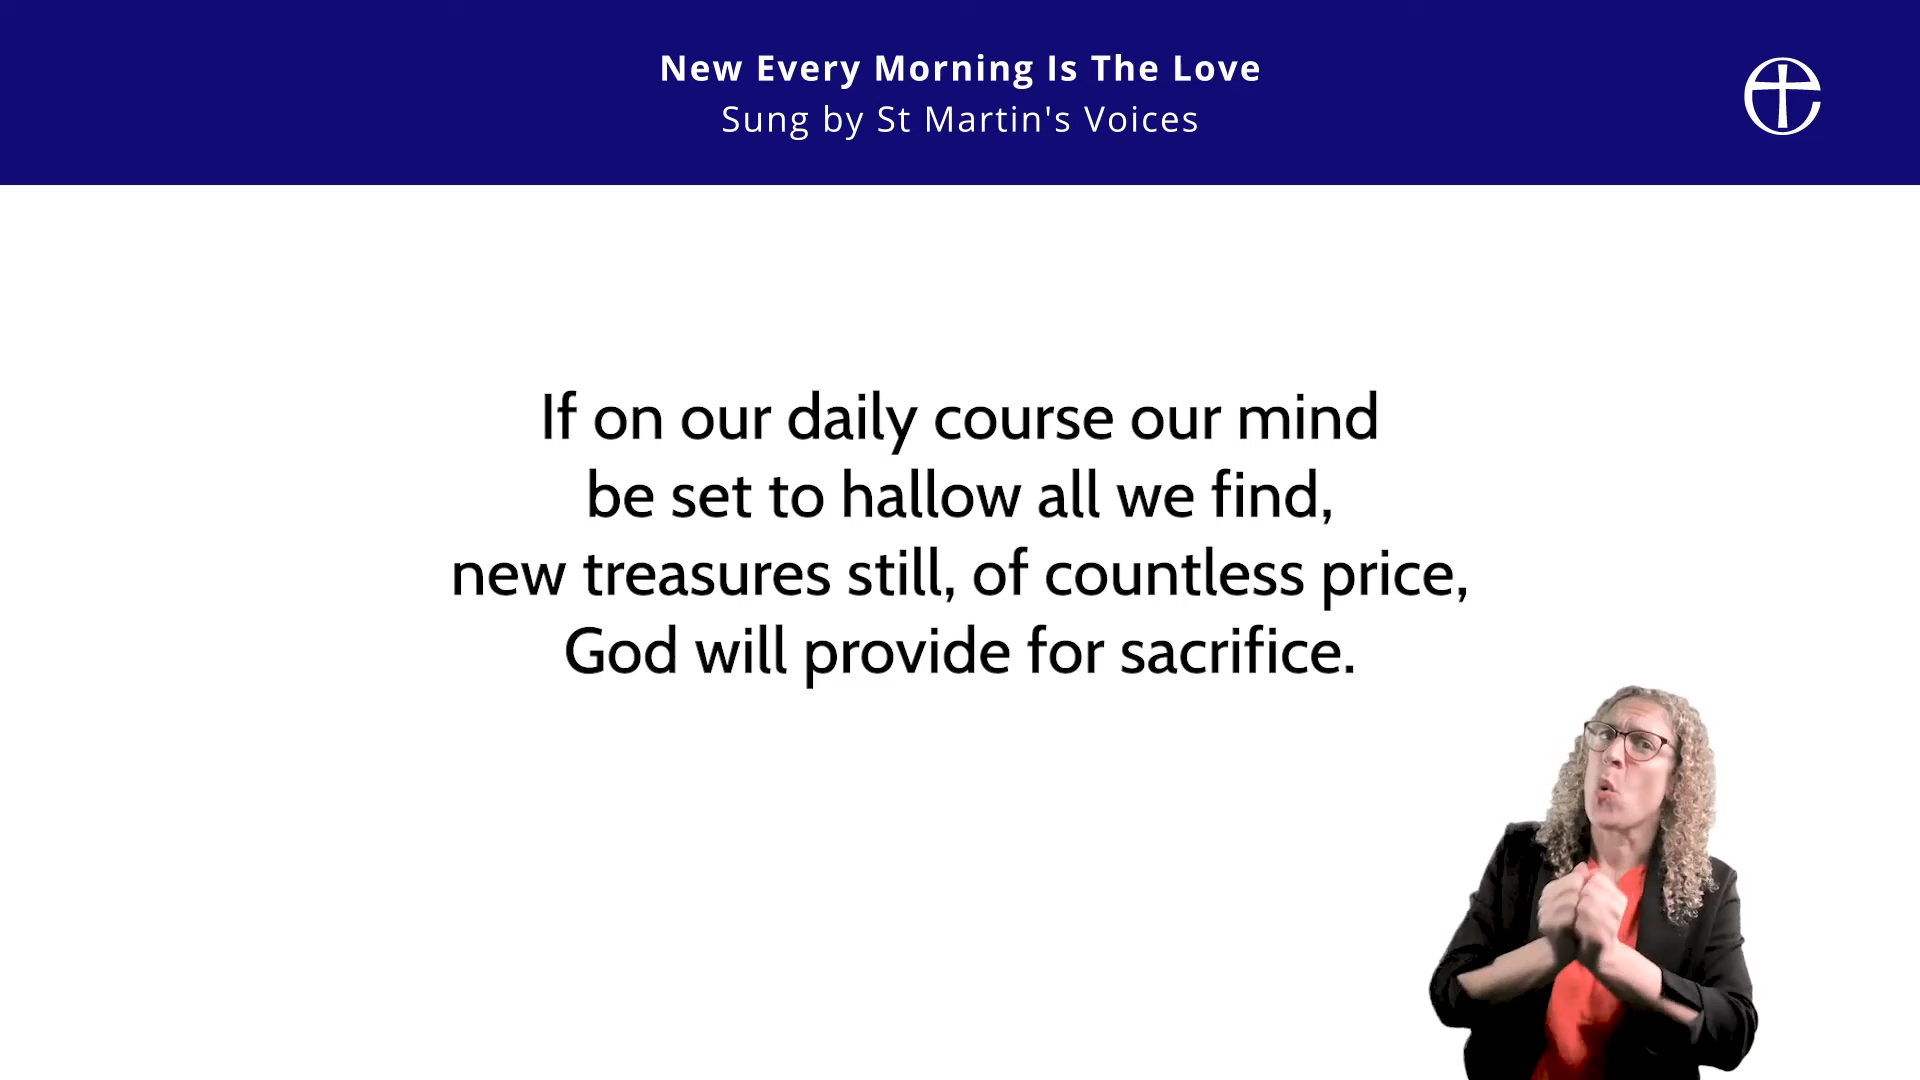 New Every Morning Is The Love
Sung by St Martin's Voices
If on our daily course our mind
be set to hallow all we find,
new treasures still, of countless price,
God will provide for sacrifice.